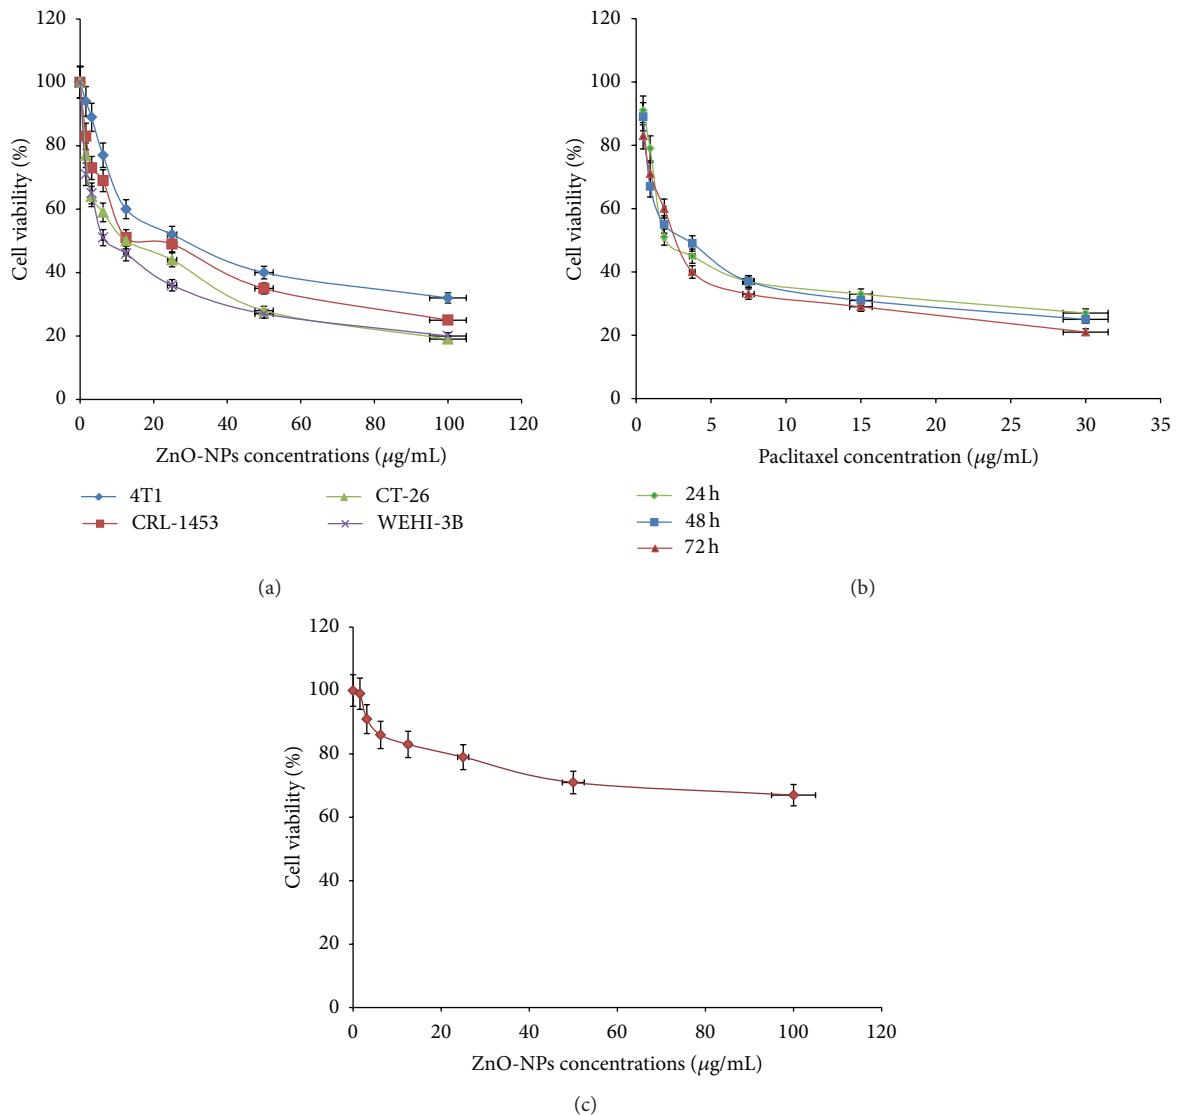 120
100
80
60
40
20
0
Cell viability (%)
0 20 40 60 80 100 120
ZnO-NPs concentrations (μg/mL)
4T1
CRL-1453
CT-26
WEHI-3B
(a)
120
100
80
60
40
20
0
Cell viability (%)
0 5 10 15 20 25 30 35
Paclitaxel concentration (μg/mL)
24 h
48 h
72 h
(b)
120
100
80
60
40
20
0
Cell viability (%)
0 20 40 60 80 100 120
ZnO-NPs concentrations (μg/mL)
(c)